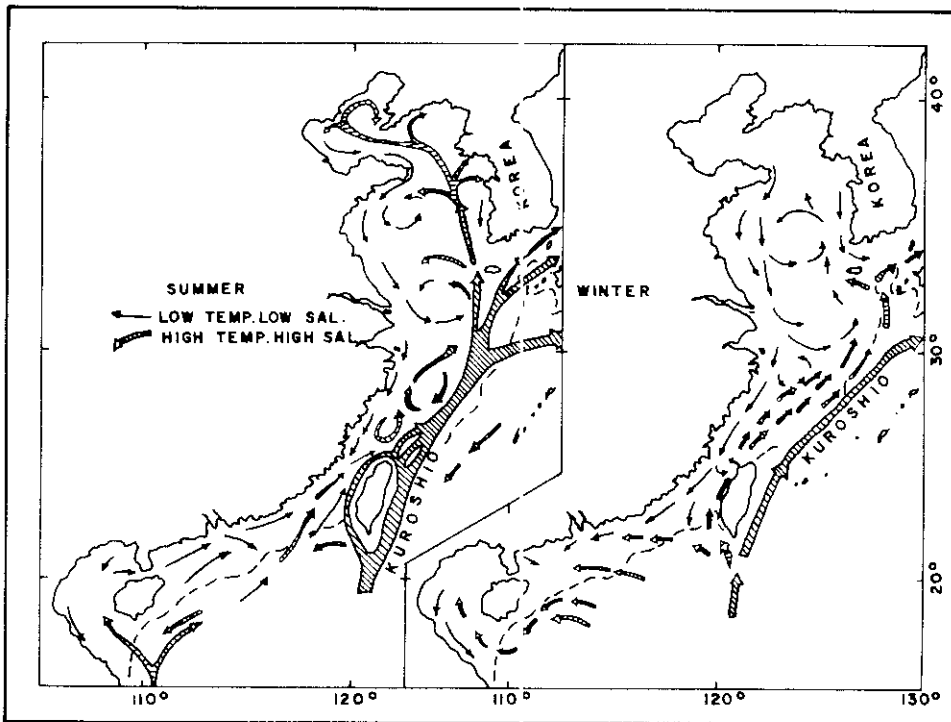 40°
KOREA
KOREA
SUMMER
LOW TEMP. LOW SAL.
HIGH TEMP. HIGH SAL.
WINTER
30°
KUROSHIO
KUROSHIO
20°
110°
120°
110°
120°
130°